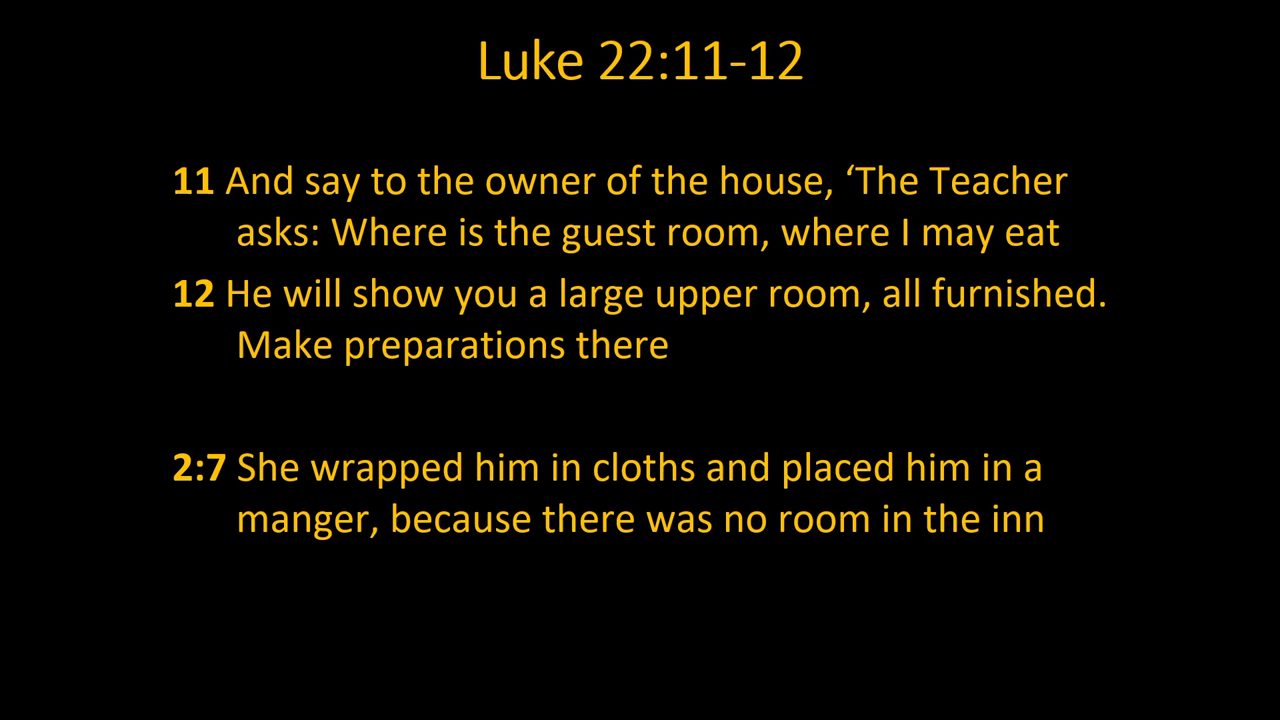 Luke 22:11-12
11 And say to the owner of the house, ‘The Teacher
asks: Where is the guest room, where I may eat
12 He will show you a large upper room, all furnished.
Make preparations there
2:7 She wrapped him in cloths and placed him in a
manger, because there was no room in the inn